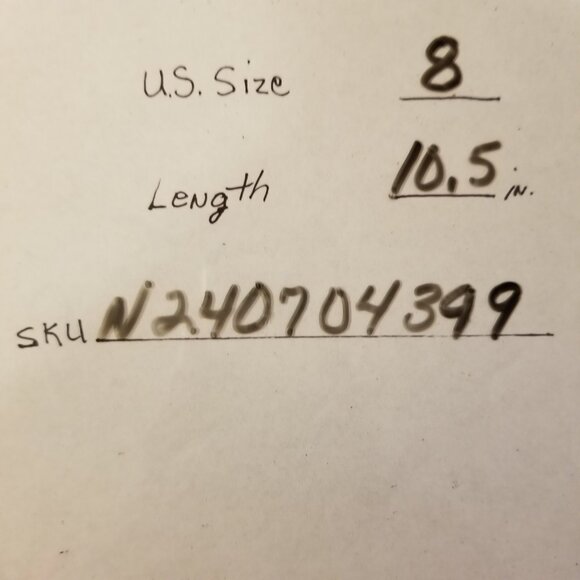 U.S. Size 8
Length 10.5 in.
SKU N240704399